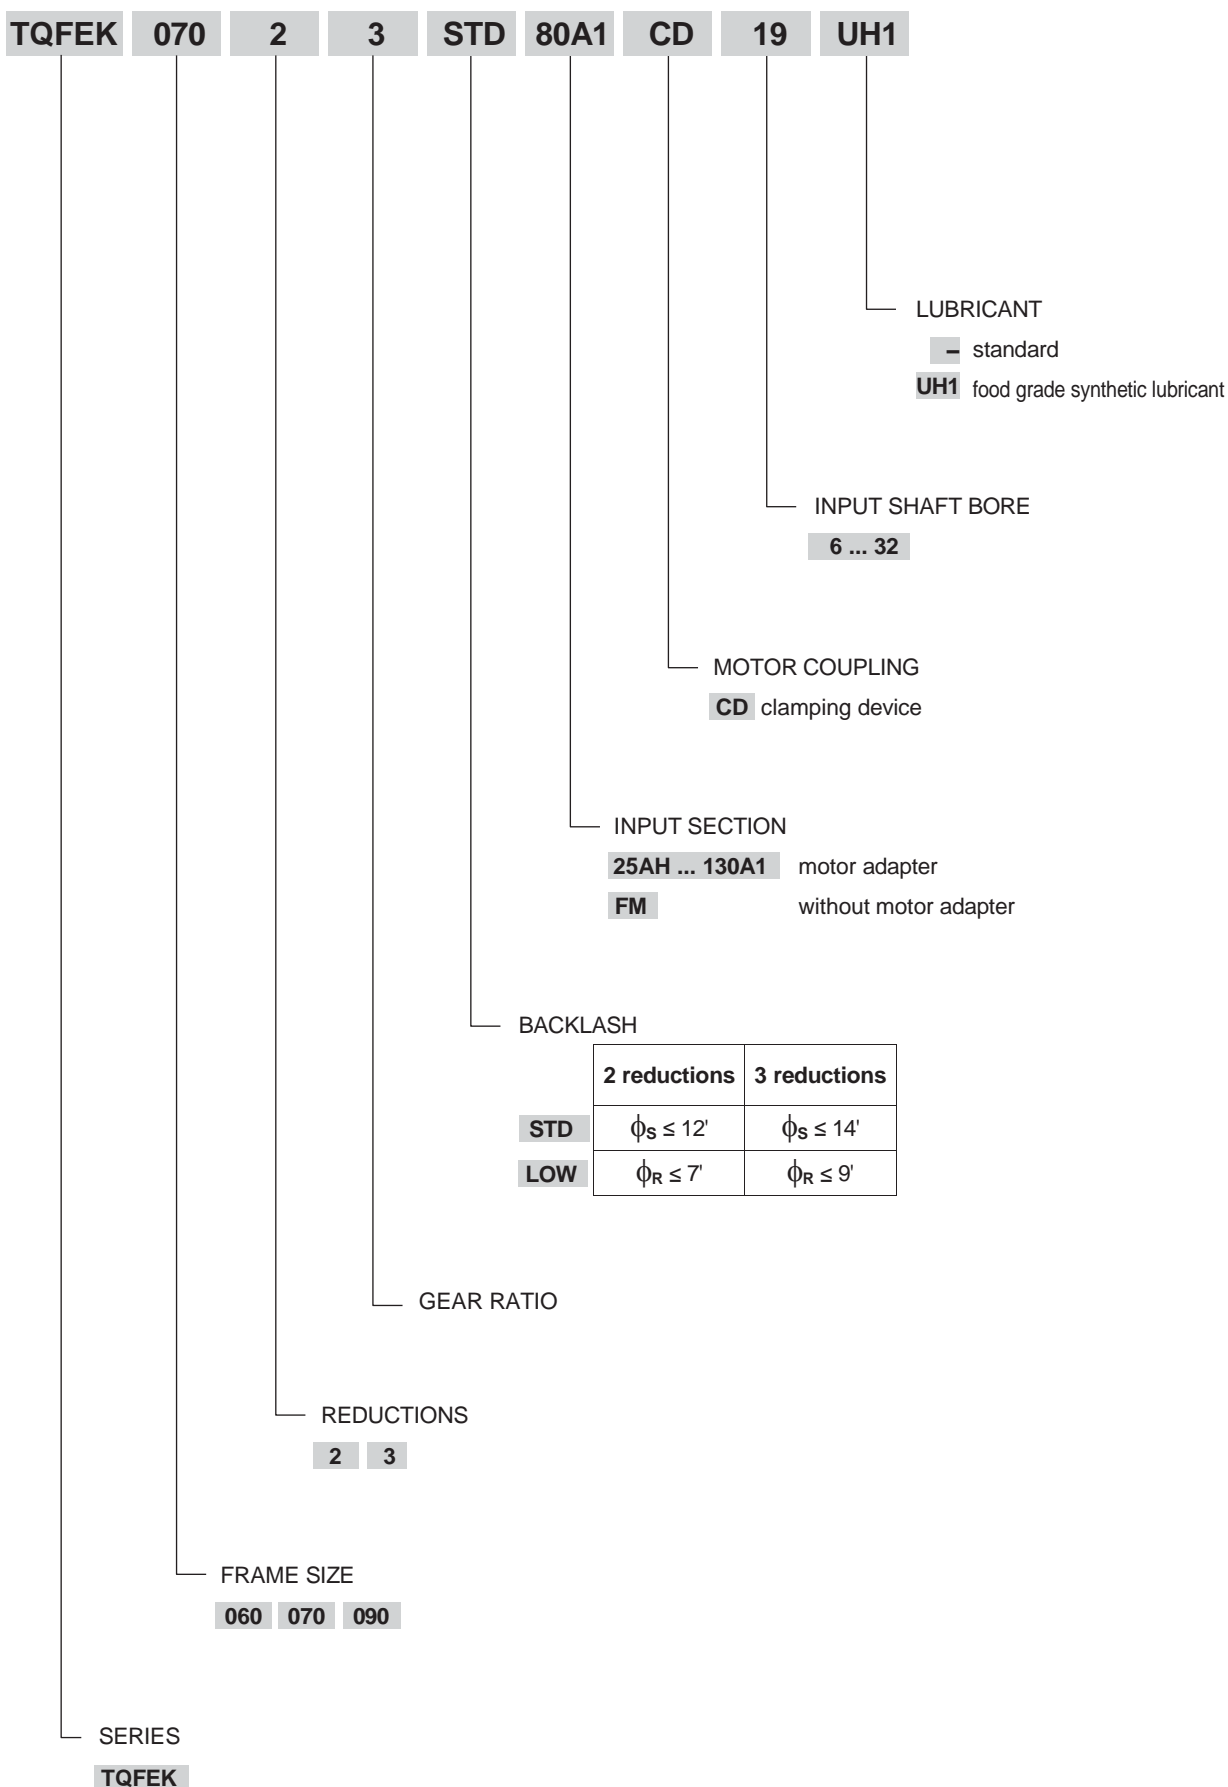 TQFEK 070 2 3 STD 80A1 CD 19 UH1
LUBRICANT
– standard
UH1 food grade synthetic lubricant
INPUT SHAFT BORE
6 ... 32
MOTOR COUPLING
CD clamping device
INPUT SECTION
25AH ... 130A1 motor adapter
FM without motor adapter
BACKLASH
2 reductions 3 reductions
STD ϕS ≤ 12' ϕS ≤ 14'
LOW ϕR ≤ 7' ϕR ≤ 9'
GEAR RATIO
REDUCTIONS
2 3
FRAME SIZE
060 070 090
SERIES
TQFEK